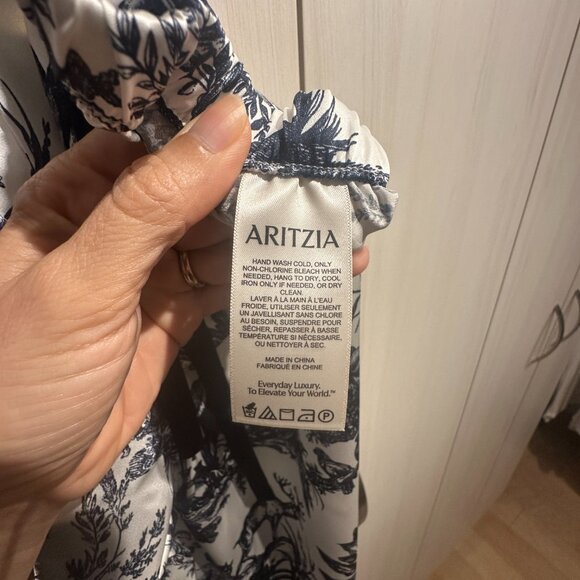 ARITZIA
HAND WASH COLD, ONLY
NON-CHLORINE BLEACH WHEN
NEEDED, HANG TO DRY, COOL
IRON ONLY IF NEEDED, OR DRY
CLEAN.
LAVER À LA MAIN À L'EAU
FROIDE, UTILISER SEULEMENT
UN JAVELLISANT SANS CHLORE
AU BESOIN, SUSPENDRE POUR
SÉCHER, REPASSER À BASSE
TEMPÉRATURE SI NÉCESSAIRE,
OU NETTOYER À SEC.
MADE IN CHINA
FABRIQUÉ EN CHINE
Everyday Luxury.
To Elevate Your World.™
P